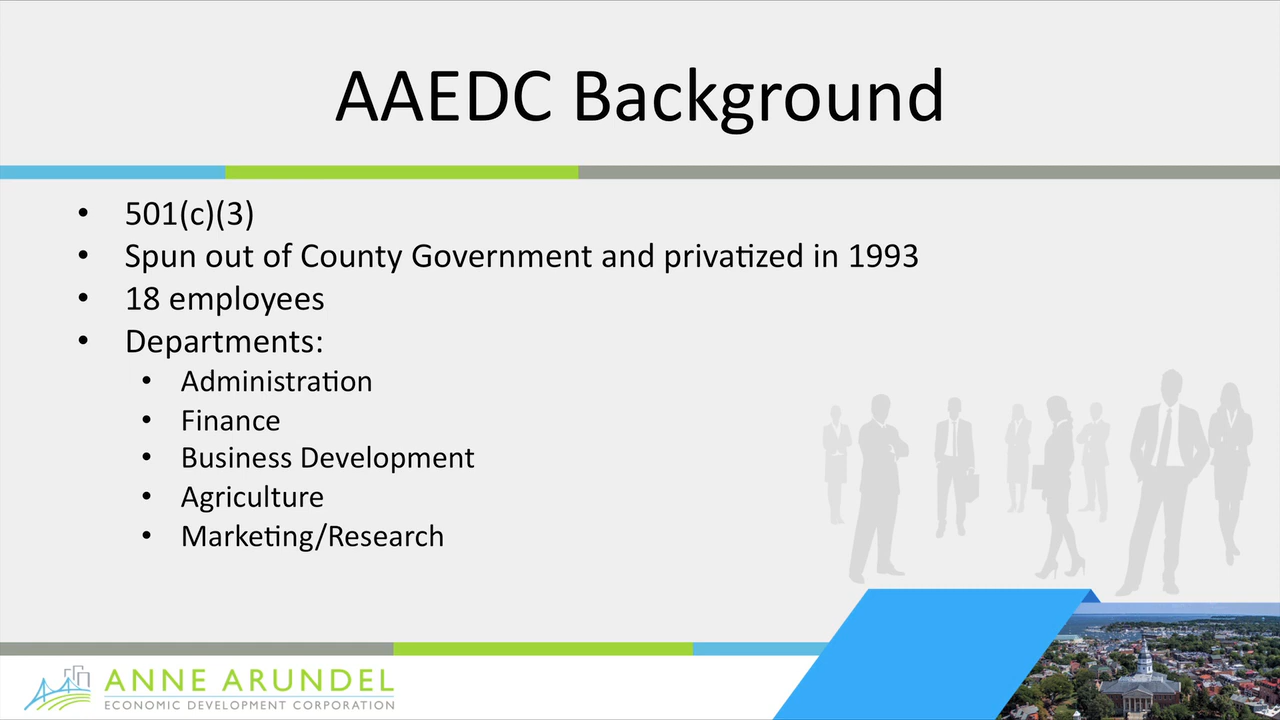 AAEDC Background
• 501(c)(3)
• Spun out of County Government and privatized in 1993
• 18 employees
• Departments:
• Administration
• Finance
• Business Development
• Agriculture
• Marketing/Research
ANNE ARUNDEL
ECONOMIC DEVELOPMENT CORPORATION